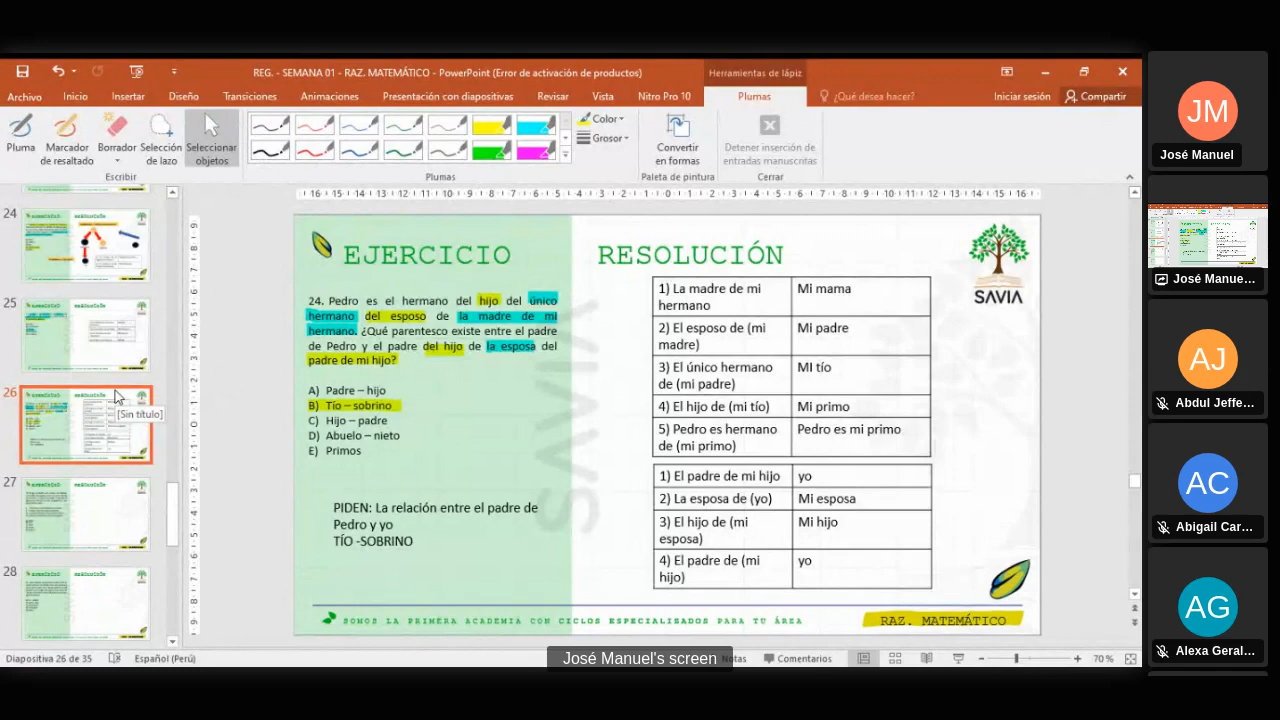 REG. - SEMANA 01 - RAZ. MATEMÁTICO - PowerPoint (Error de activación de productos)
Herramientas de lápiz
Archivo Inicio Insertar Diseño Transiciones Animaciones Presentación con diapositivas Revisar Vista Nitro Pro 10 Plumas ¿Qué desea hacer? Iniciar sesión Compartir
Pluma
Marcador de resaltado
Borrador
Selección de lazo
Seleccionar objetos
Color
Grosor
Convertir en formas
Detener inserción de entradas manuscritas
Escribir
Plumas
Paleta de pintura
Cerrar
24
25
26
[Sin título]
27
28
EJERCICIO
24. Pedro es el hermano del hijo del único
hermano del esposo de la madre de mi
hermano. ¿Qué parentesco existe entre el padre
de Pedro y el padre del hijo de la esposa del
padre de mi hijo?
A) Padre – hijo
B) Tío – sobrino
C) Hijo – padre
D) Abuelo – nieto
E) Primos
PIDEN: La relación entre el padre de
Pedro y yo
TÍO -SOBRINO
RESOLUCIÓN
SAVIA
1) La madre de mi hermano
Mi mama
2) El esposo de (mi madre)
Mi padre
3) El único hermano de (mi padre)
Mi tío
4) El hijo de (mi tío)
Mi primo
5) Pedro es hermano de (mi primo)
Pedro es mi primo
1) El padre de mi hijo
yo
2) La esposa de (yo)
Mi esposa
3) El hijo de (mi esposa)
Mi hijo
4) El padre de (mi hijo)
yo
SOMOS LA PRIMERA ACADEMIA CON CICLOS ESPECIALIZADOS PARA TU ÁREA
RAZ. MATEMÁTICO
Diapositiva 26 de 35
Español (Perú)
José Manuel's screen
Notas
Comentarios
70 %
JM
José Manuel
José Manue...
AJ
Abdul Jeffe...
AC
Abigail Car...
AG
Alexa Geral...